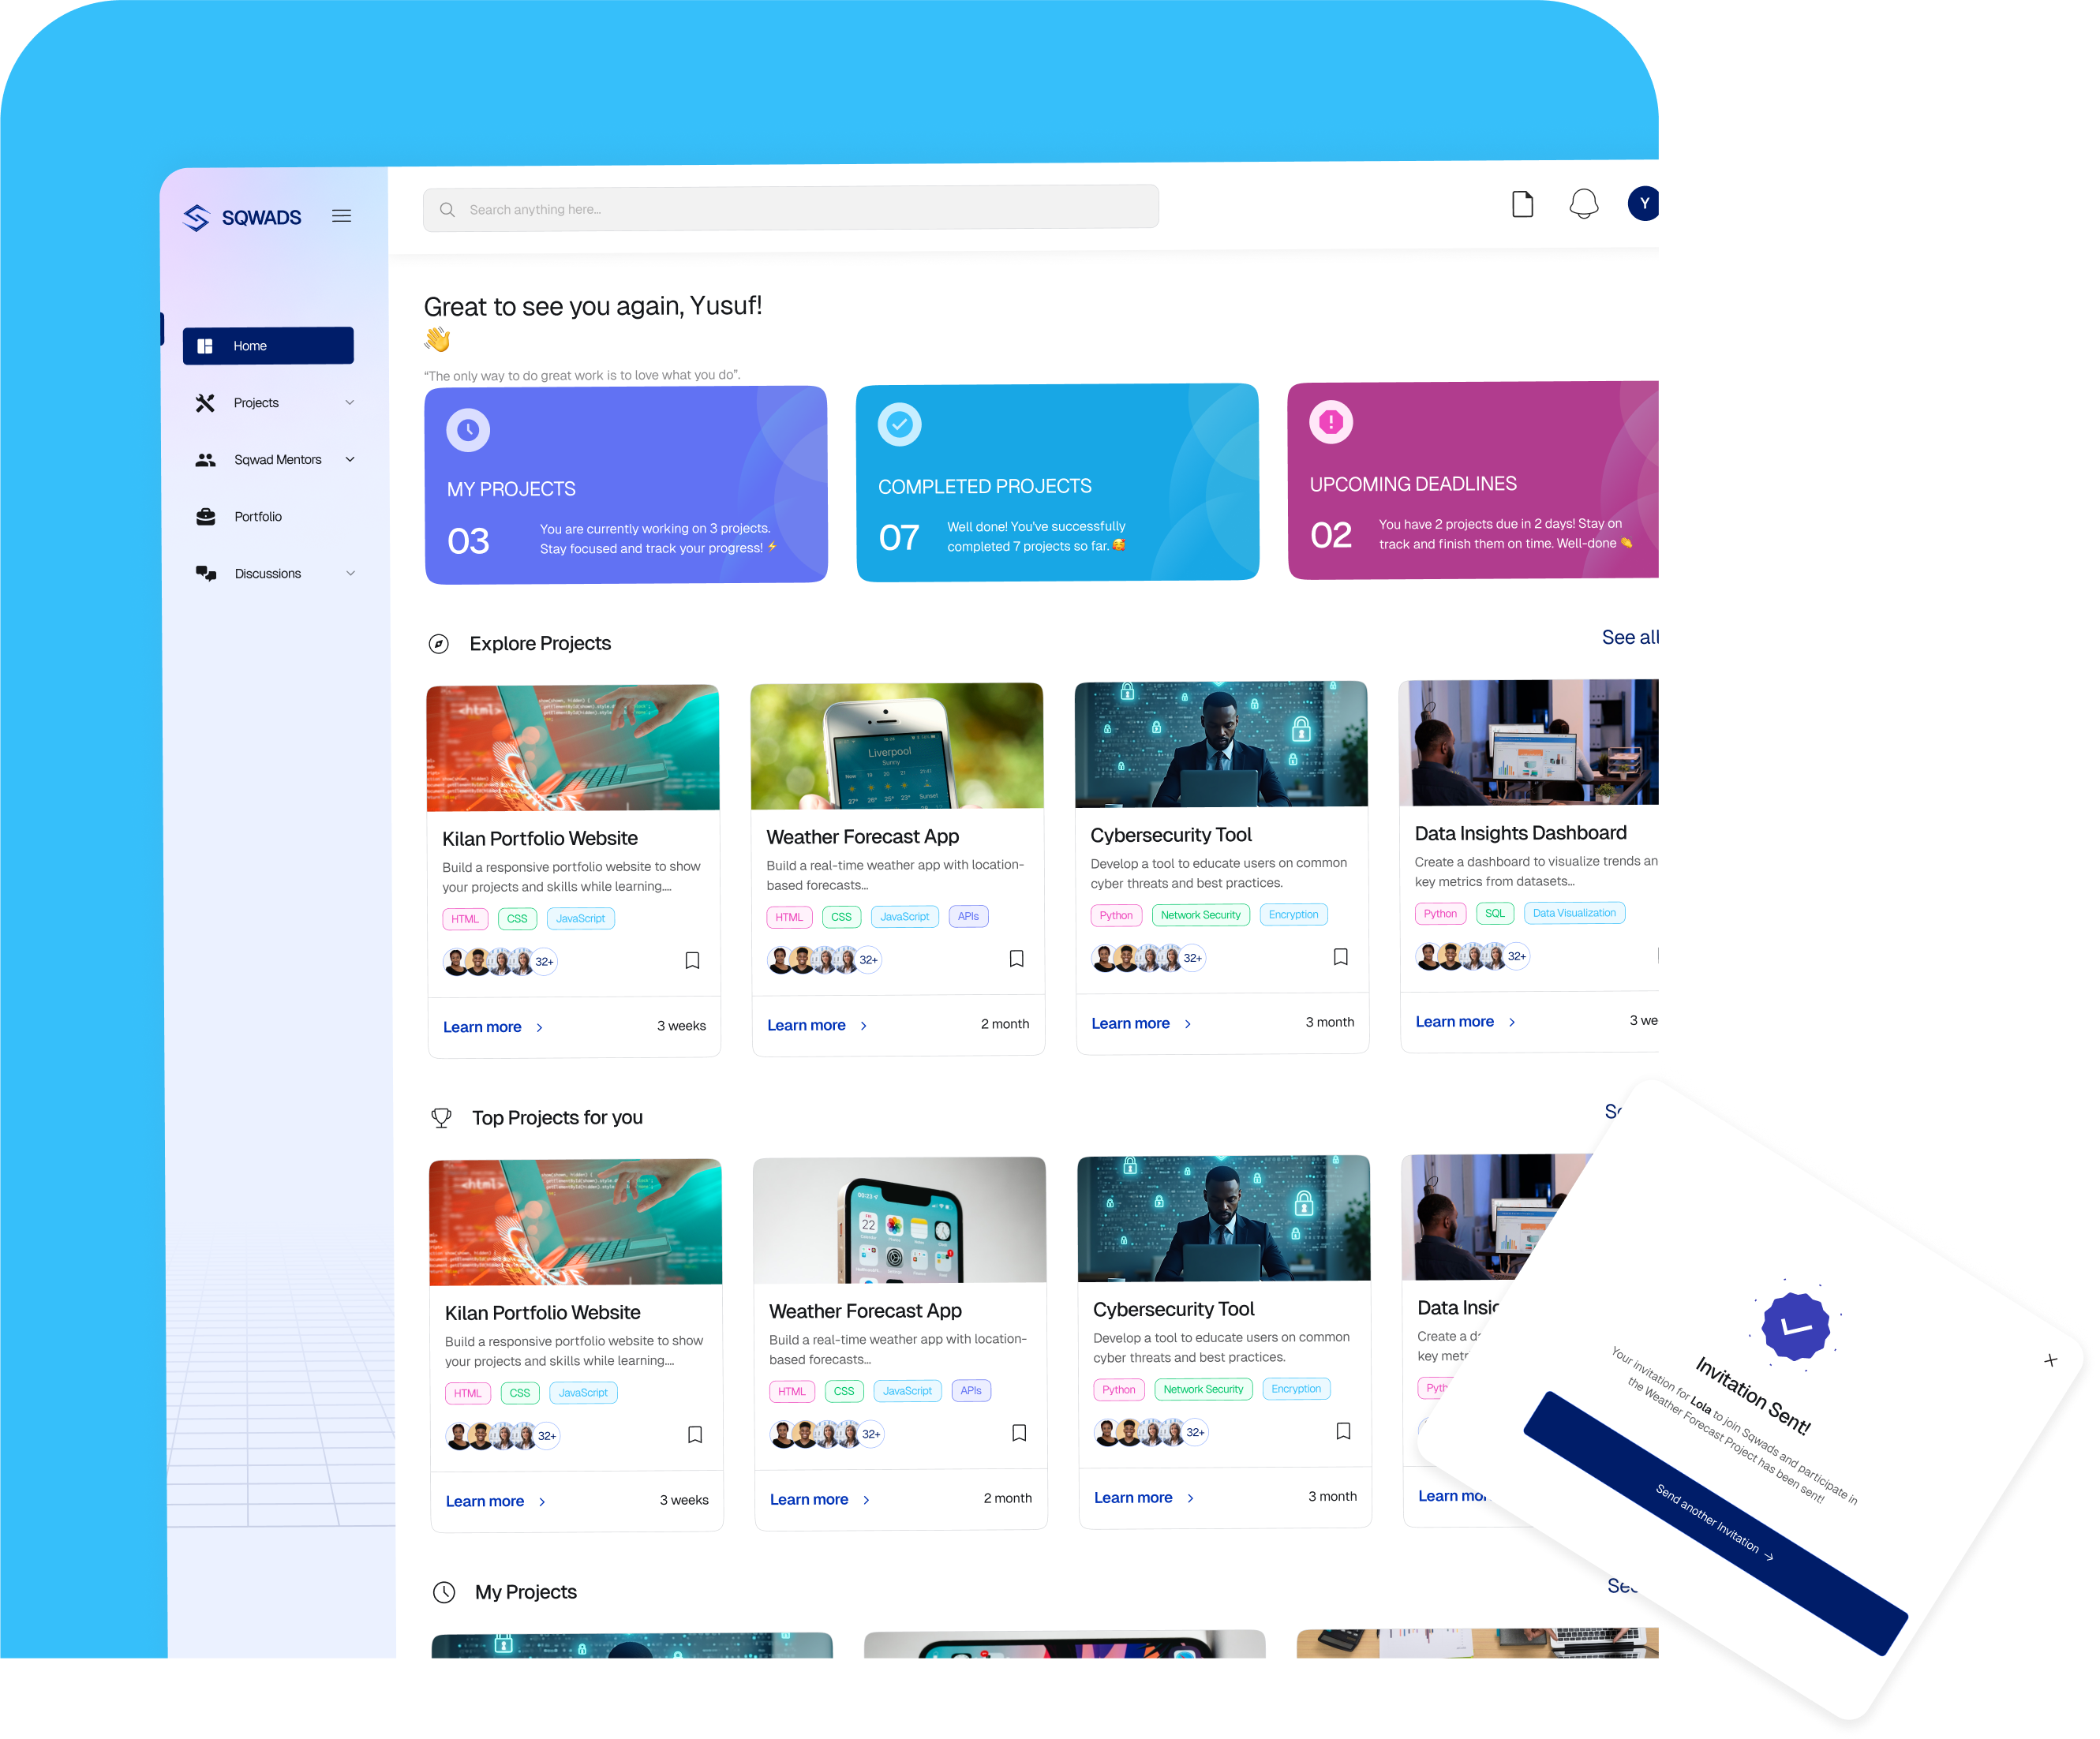 SQWADS
Search anything here...
Y
Home
Projects
Sqwad Mentors
Portfolio
Discussions
Great to see you again, Yusuf!
👋
“The only way to do great work is to love what you do”.
MY PROJECTS
03
You are currently working on 3 projects.
Stay focused and track your progress! ⚡
COMPLETED PROJECTS
07
Well done! You've successfully
completed 7 projects so far. 🥰
UPCOMING DEADLINES
02
You have 2 projects due in 2 days! Stay on
track and finish them on time. Well-done 👏
Explore Projects
See all
<html>
Liverpool
Sunny
Kilan Portfolio Website
Build a responsive portfolio website to show
your projects and skills while learning....
HTML CSS JavaScript
32+
Learn more
3 weeks
Weather Forecast App
Build a real-time weather app with location-
based forecasts...
HTML CSS JavaScript APIs
32+
Learn more
2 month
Cybersecurity Tool
Develop a tool to educate users on common
cyber threats and best practices.
Python Network Security Encryption
32+
Learn more
3 month
Data Insights Dashboard
Create a dashboard to visualize trends an
key metrics from datasets...
Python SQL Data Visualization
32+
Learn more
3 we
Top Projects for you
<html>
22
Kilan Portfolio Website
Build a responsive portfolio website to show
your projects and skills while learning....
HTML CSS JavaScript
32+
Learn more
3 weeks
Weather Forecast App
Build a real-time weather app with location-
based forecasts...
HTML CSS JavaScript APIs
32+
Learn more
2 month
Cybersecurity Tool
Develop a tool to educate users on common
cyber threats and best practices.
Python Network Security Encryption
32+
Learn more
3 month
Data Insig
Create a da
key metr
Pyth
Learn mo
My Projects
See
Invitation Sent!
Your invitation for Lola to join Sqwads and participate in
the Weather Forecast Project has been sent!
Send another Invitation